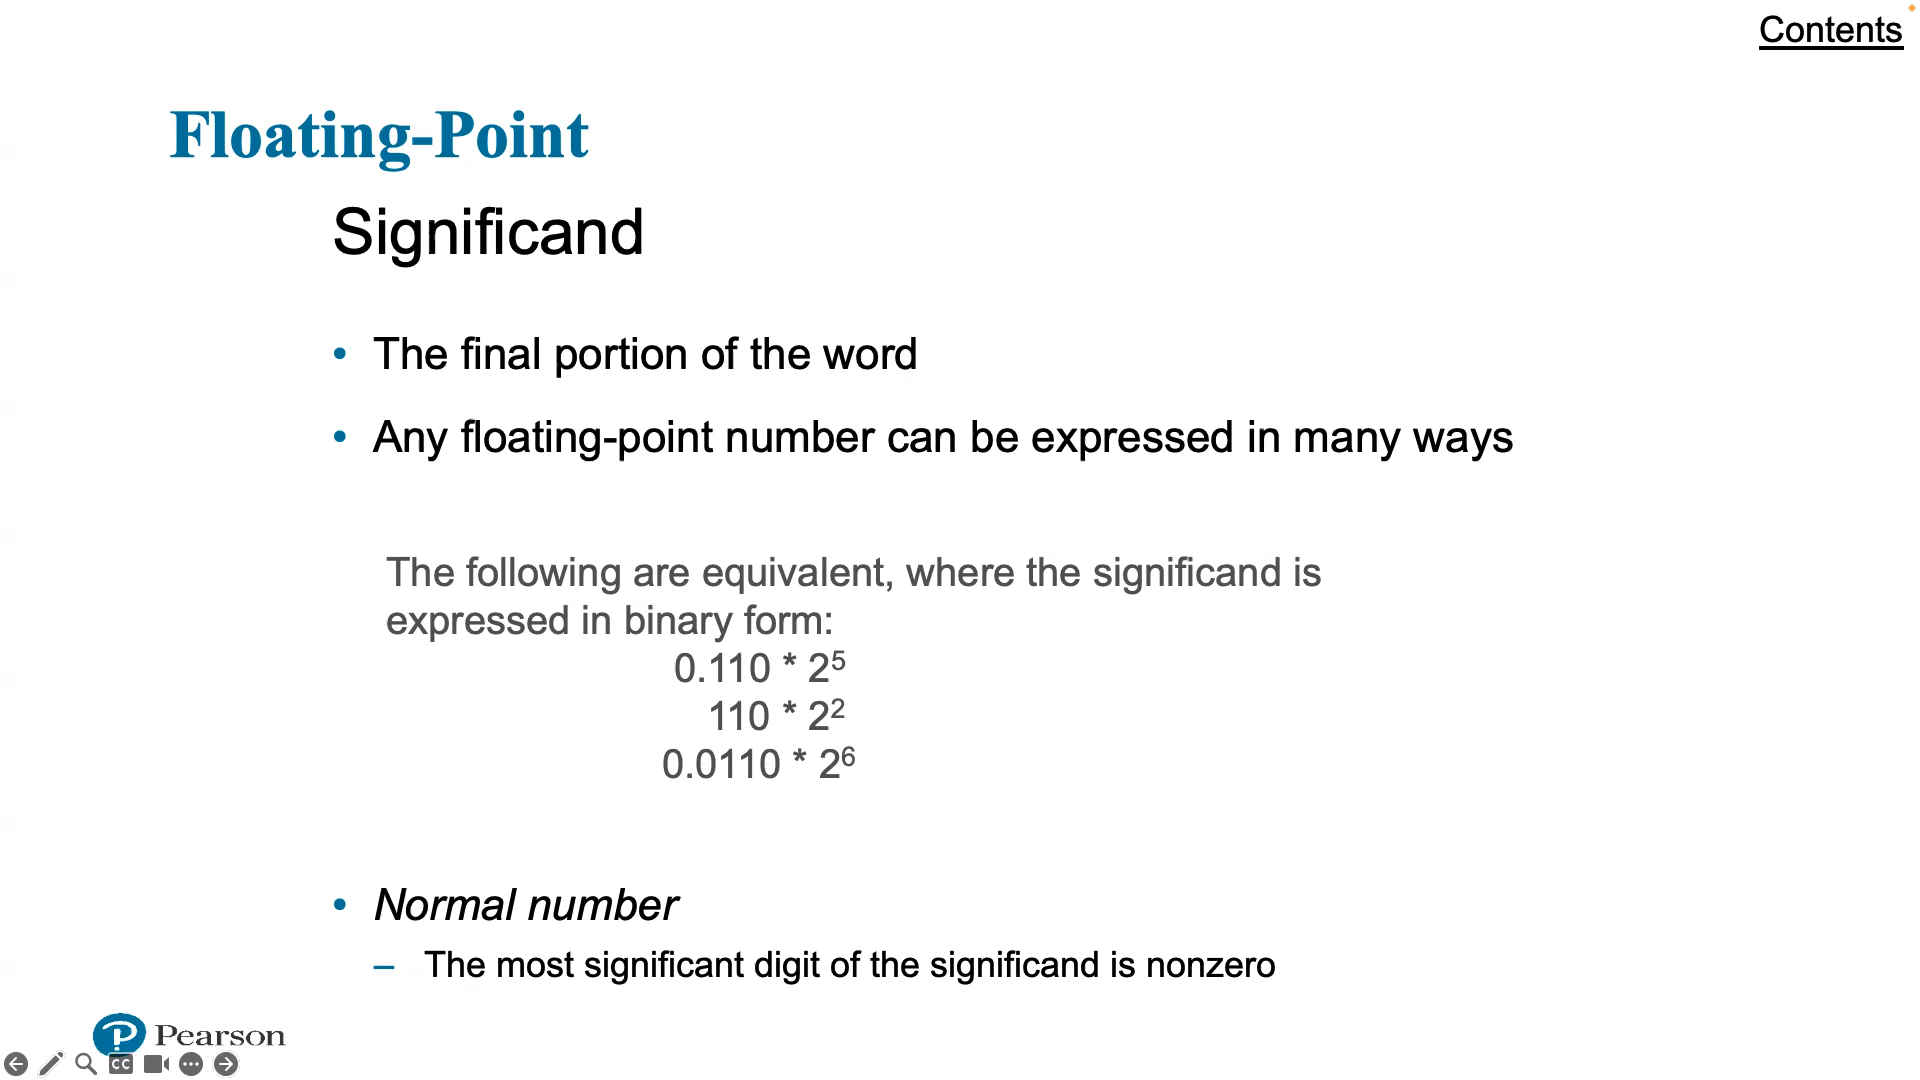 Contents
Floating-Point
Significand
• The final portion of the word
• Any floating-point number can be expressed in many ways
The following are equivalent, where the significand is
expressed in binary form:
0.110 * 2⁵
110 * 2²
0.0110 * 2⁶
• Normal number
– The most significant digit of the significand is nonzero
P Pearson
CC